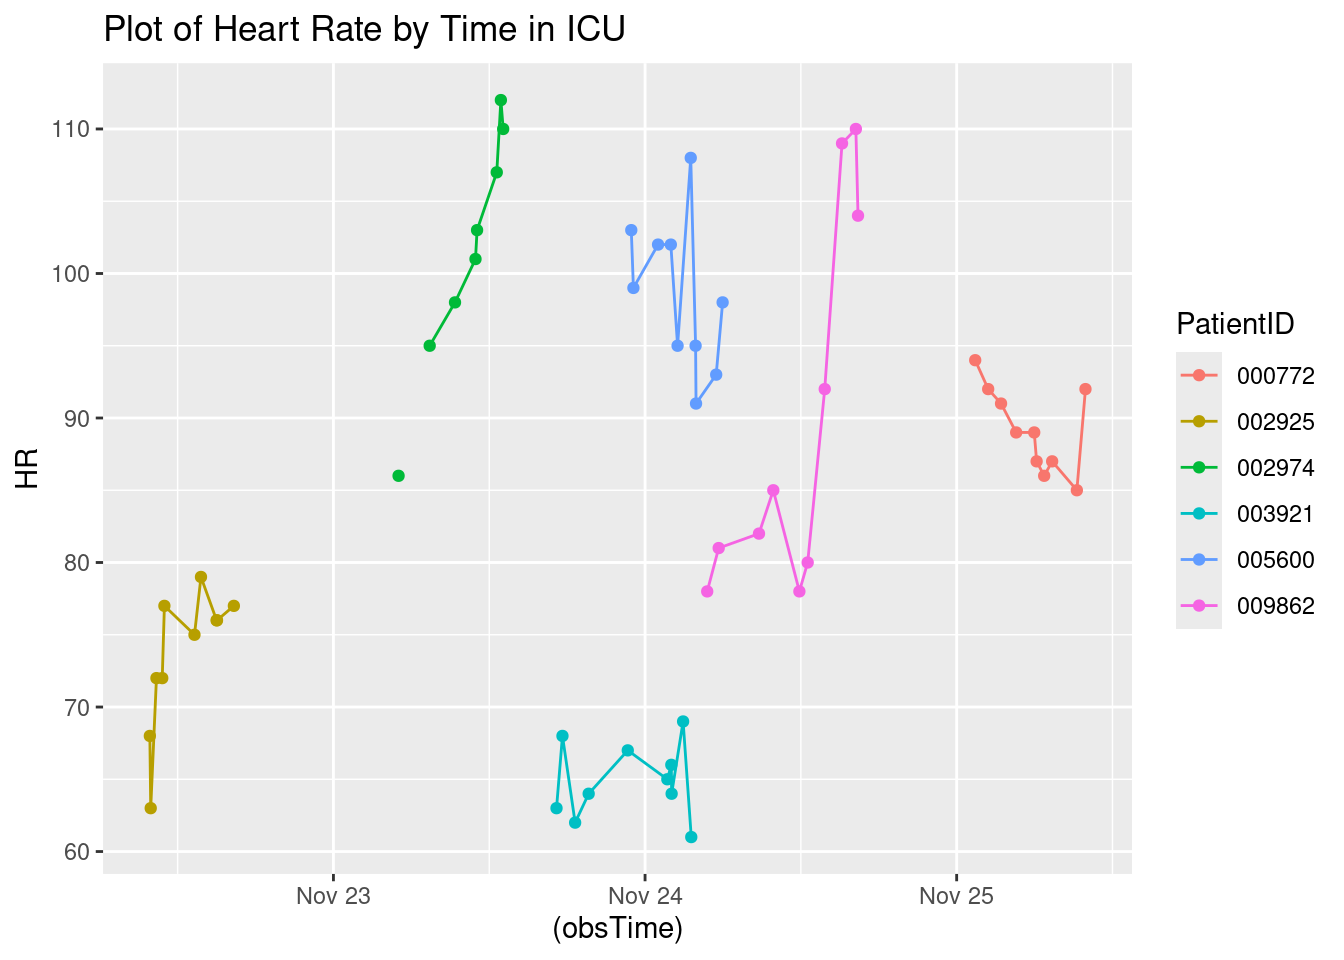 Plot of Heart Rate by Time in ICU
110
100
90
80
70
60
HR
Nov 23
Nov 24
Nov 25
(obsTime)
PatientID
000772
002925
002974
003921
005600
009862